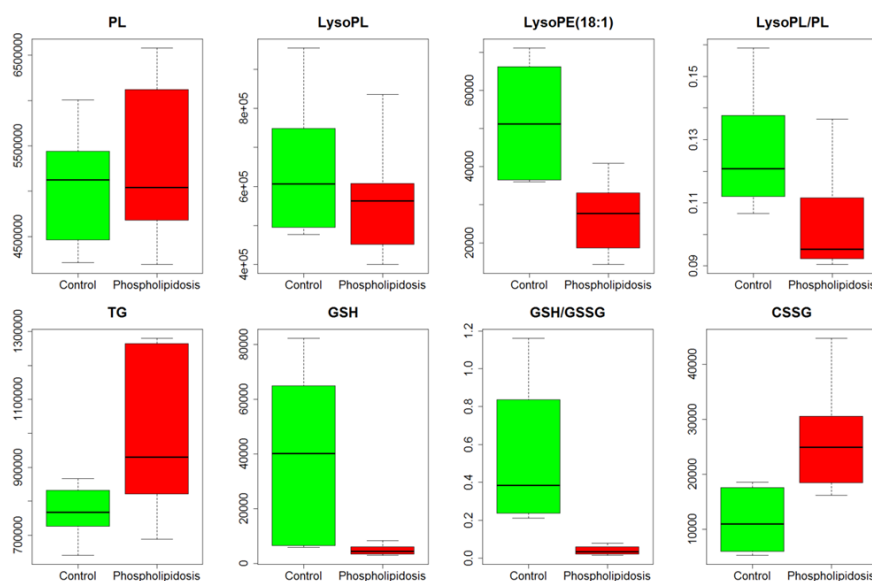 PL
6500000
5500000
4500000
Control Phospholipidosis
LysoPL
8e+05
6e+05
4e+05
Control Phospholipidosis
LysoPE(18:1)
60000
40000
20000
Control Phospholipidosis
LysoPL/PL
0.15
0.13
0.11
0.09
Control Phospholipidosis
TG
1300000
1100000
900000
700000
Control Phospholipidosis
GSH
80000
60000
40000
20000
0
Control Phospholipidosis
GSH/GSSG
1.2
1.0
0.8
0.6
0.4
0.2
0.0
Control Phospholipidosis
CSSG
40000
30000
20000
10000
Control Phospholipidosis